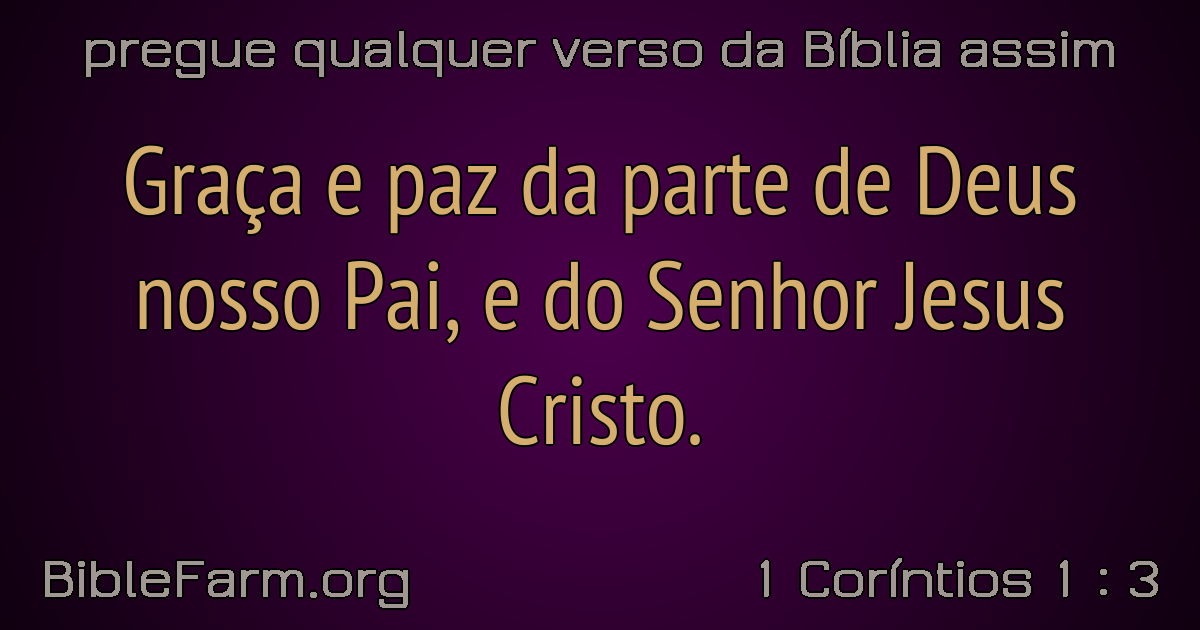 pregue qualquer verso da Bíblia assim
Graça e paz da parte de Deus
nosso Pai, e do Senhor Jesus
Cristo.
BibleFarm.org
1 Coríntios 1 : 3